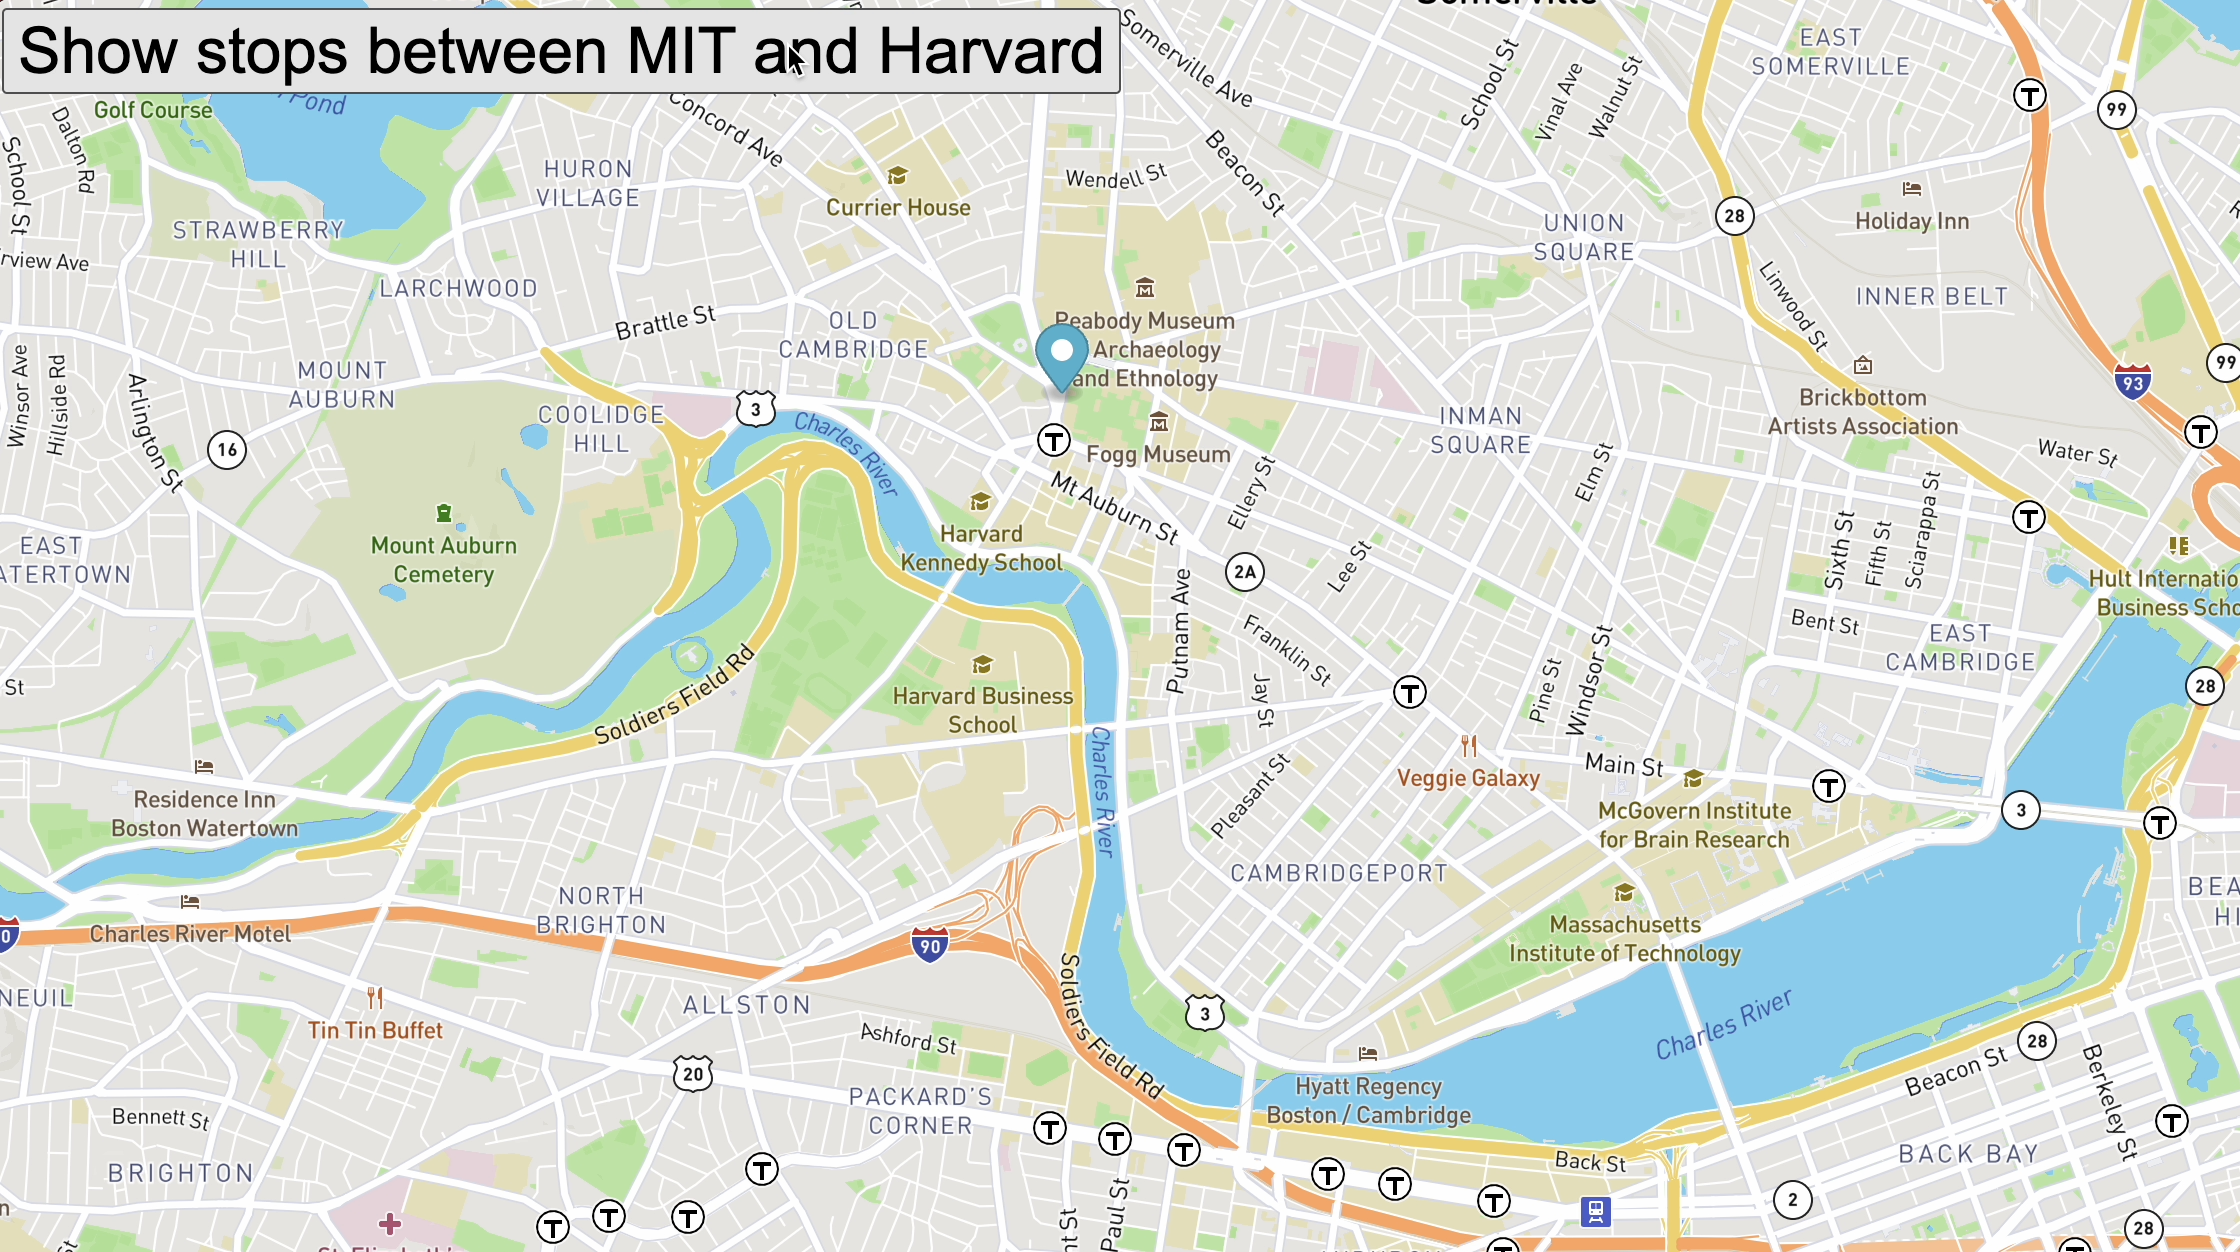 Show stops between MIT and Harvard
Somerville
Somerville Ave
School St
Vinal Ave
Walnut St
EAST
SOMERVILLE
99
Golf Course
Pond
Concord Ave
Dalton Rd
School St
HURON
VILLAGE
Currier House
Wendell St
Beacon St
28
Holiday Inn
UNION
SQUARE
STRAWBERRY
HILL
rview Ave
LARCHWOOD
Linwood St
INNER BELT
Brattle St
OLD
CAMBRIDGE
Peabody Museum
Archaeology
and Ethnology
99
93
Winsor Ave
Hillside Rd
Arlington St
MOUNT
AUBURN
COOLIDGE
HILL
3
Charles River
Fogg Museum
INMAN
SQUARE
Brickbottom
Artists Association
Water St
16
T
Mt Auburn St
Ellery St
Elm St
Harvard
Kennedy School
Mount Auburn
Cemetery
EAST
ATERTOWN
2A
Lee St
Sixth St
Fifth St
Sciarappa St
Hult Internatio
Business Scho
Putnam Ave
Franklin St
Bent St
EAST
CAMBRIDGE
St
Soldiers Field Rd
Harvard Business
School
Jay St
T
Pine St
Windsor St
28
Charles River
Pleasant St
Veggie Galaxy
Main St
T
McGovern Institute
for Brain Research
3
T
Residence Inn
Boston Watertown
CAMBRIDGEPORT
NORTH
BRIGHTON
BEA
HI
0
Charles River Motel
90
Massachusetts
Institute of Technology
NEUIL
Tin Tin Buffet
ALLSTON
Soldiers Field Rd
3
Charles River
Ashford St
20
28
Beacon St
Berkeley St
Hyatt Regency
Boston / Cambridge
PACKARD'S
CORNER
Bennett St
T
T
T
T
BRIGHTON
Back St
BACK BAY
T
T
T
T
2
T
T
T
Paul St
nt St
28